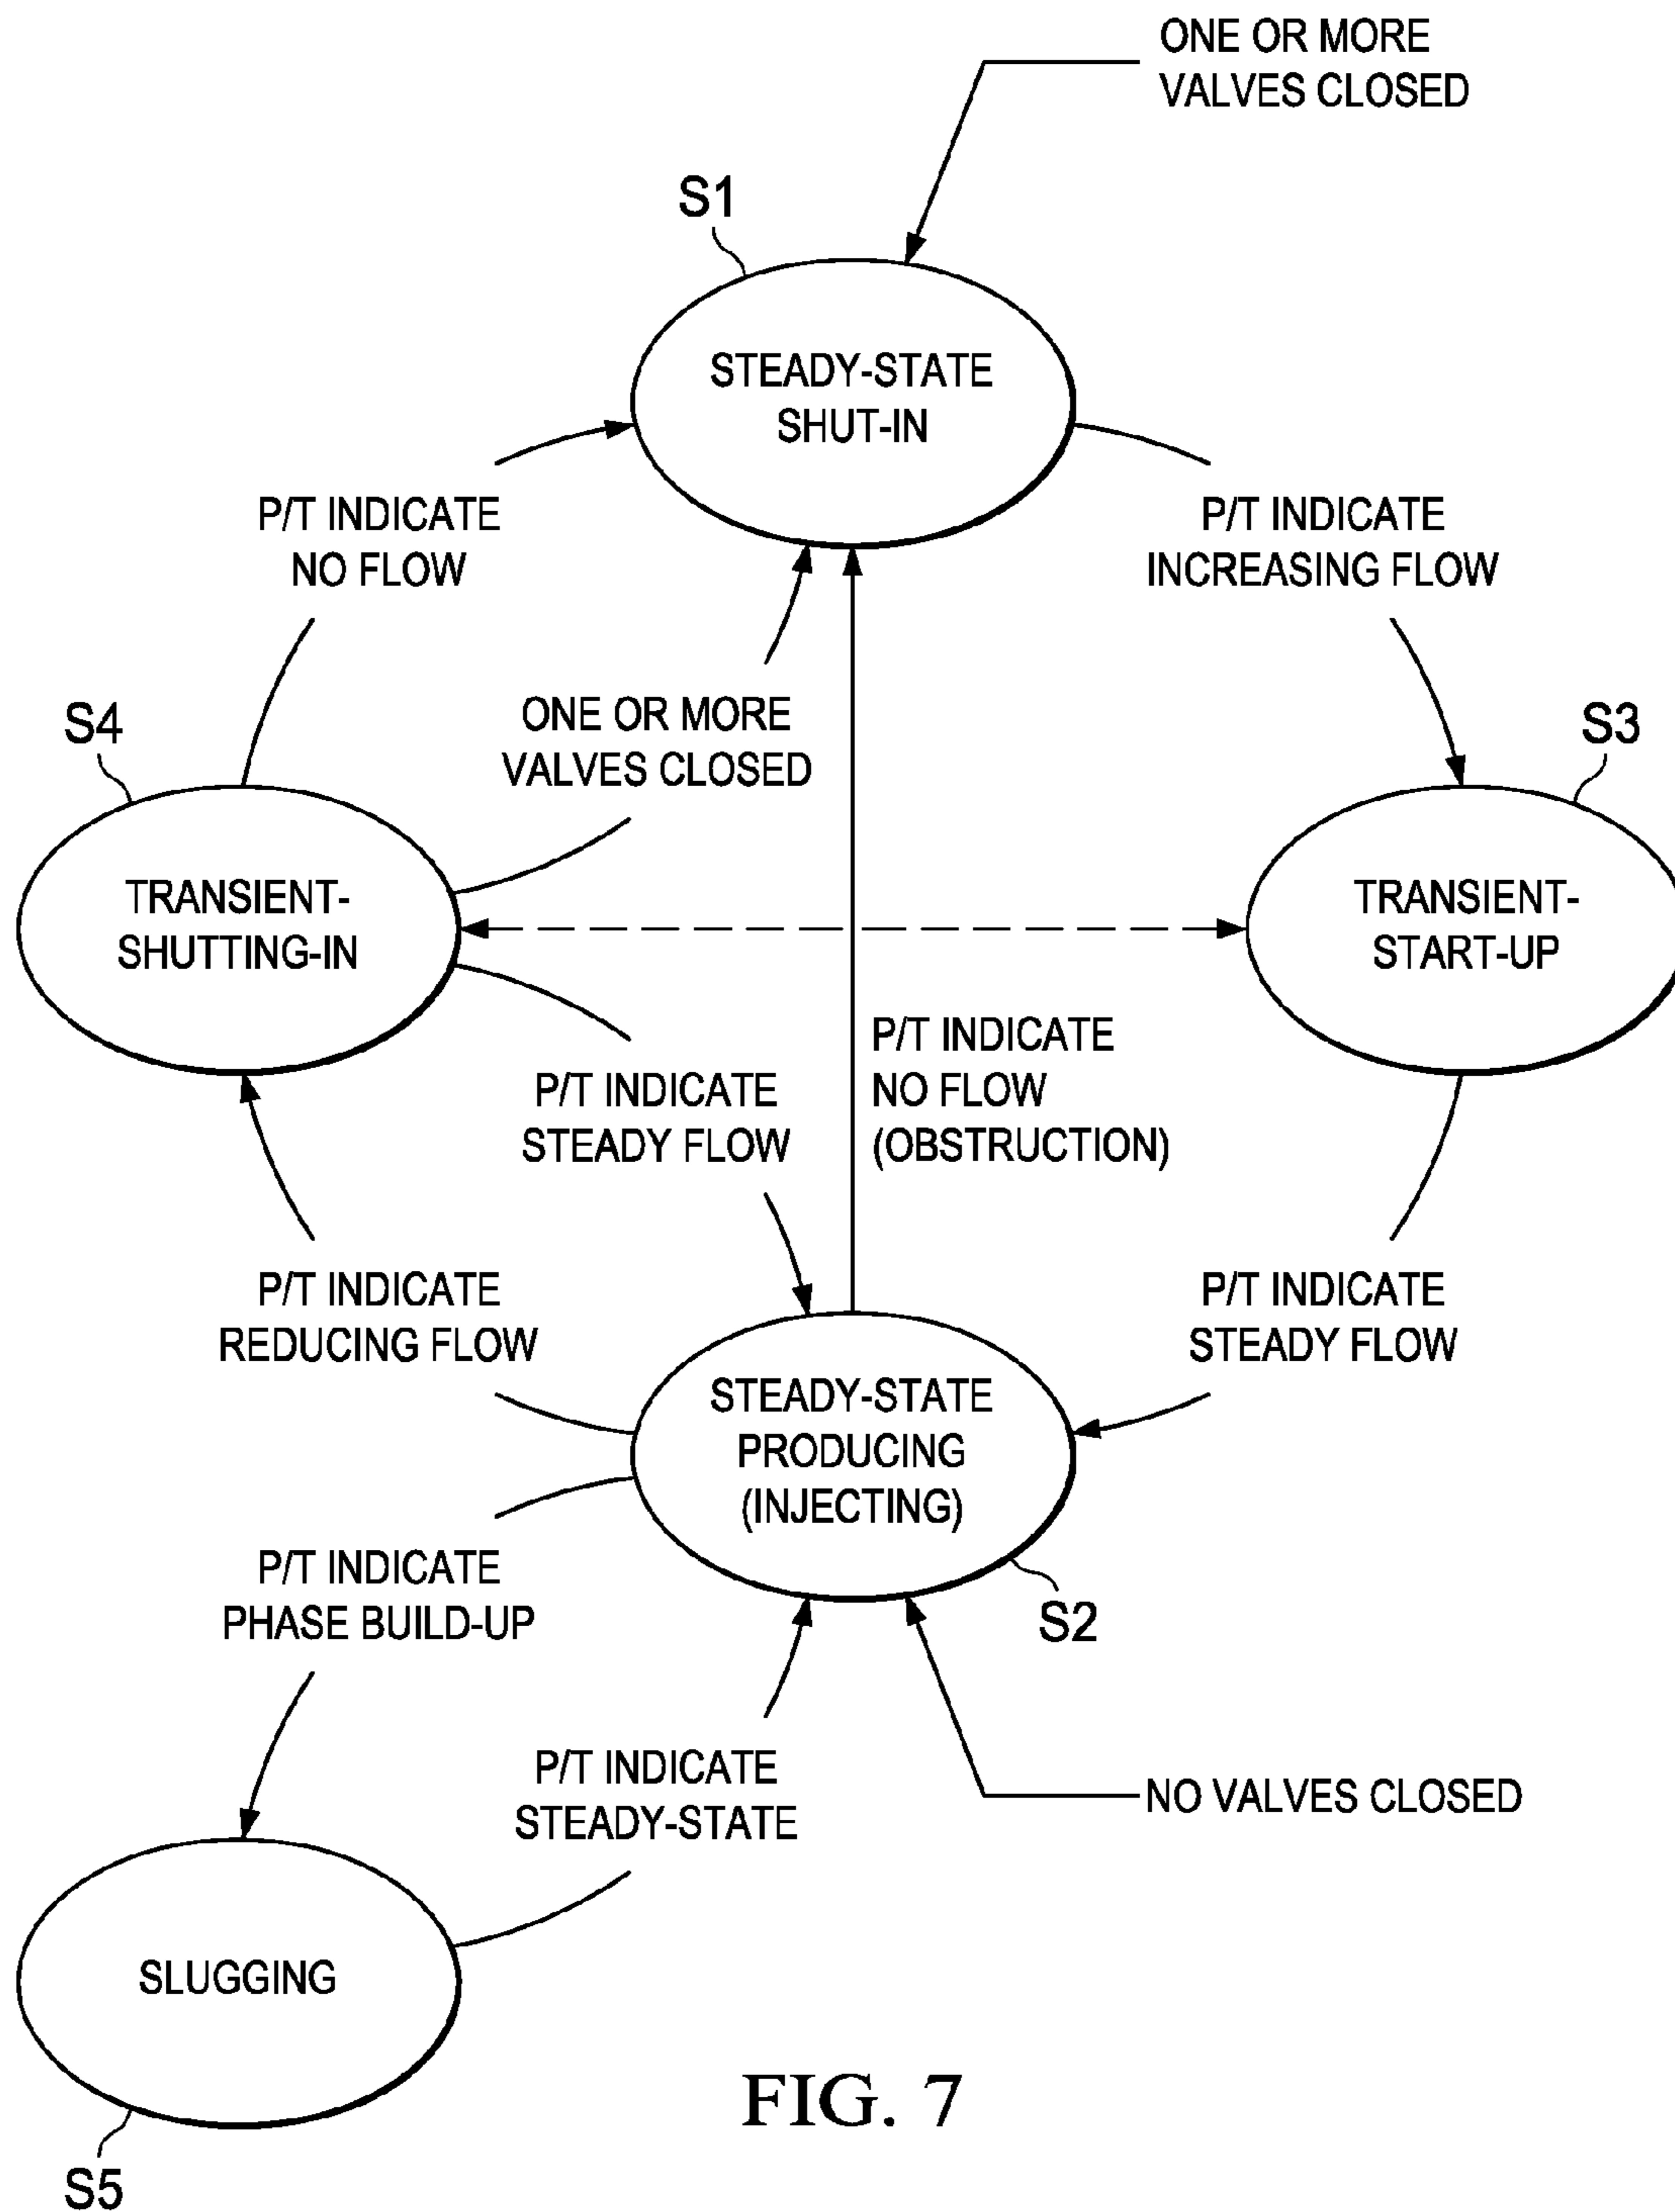 ONE OR MORE
VALVES CLOSED
S1
STEADY-STATE
SHUT-IN
P/T INDICATE
NO FLOW
P/T INDICATE
INCREASING FLOW
ONE OR MORE
VALVES CLOSED
S4
S3
TRANSIENT-
SHUTTING-IN
TRANSIENT-
START-UP
P/T INDICATE
NO FLOW
(OBSTRUCTION)
P/T INDICATE
STEADY FLOW
P/T INDICATE
REDUCING FLOW
P/T INDICATE
STEADY FLOW
STEADY-STATE
PRODUCING
(INJECTING)
S2
P/T INDICATE
PHASE BUILD-UP
P/T INDICATE
STEADY-STATE
NO VALVES CLOSED
SLUGGING
S5
FIG. 7